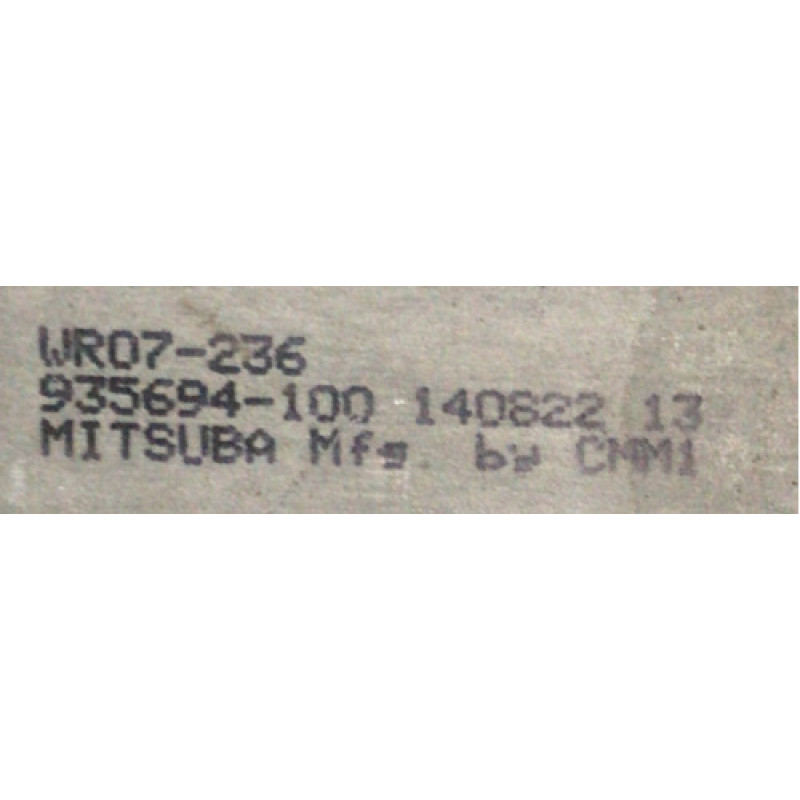 WR07-236
935694-100 140822 13
MITSUBA Mfg. by CMM1